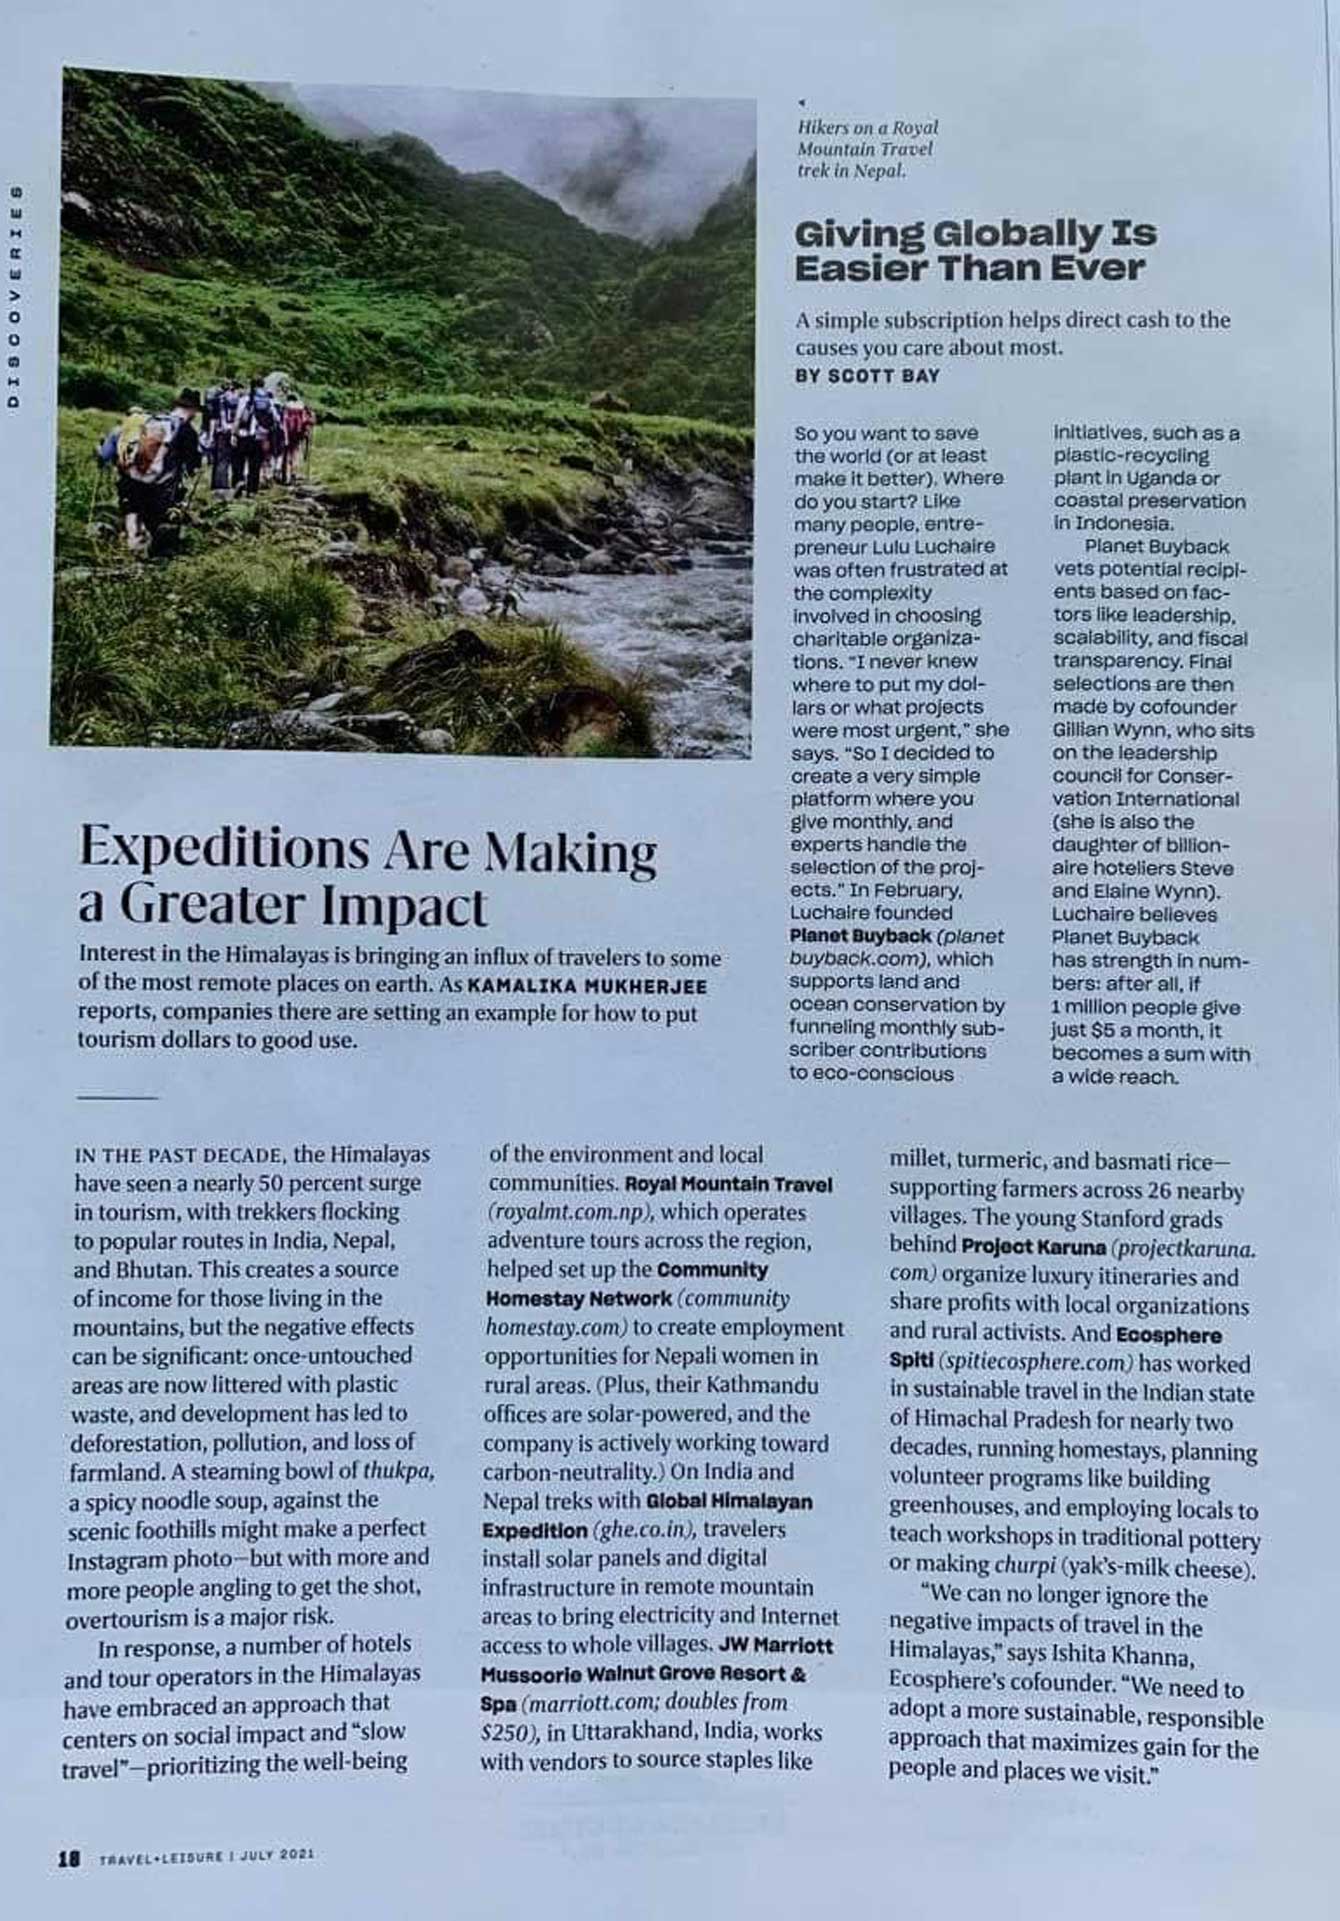 DISCOVERIES
Hikers on a Royal
Mountain Travel
trek in Nepal.
Giving Globally Is
Easier Than Ever
A simple subscription helps direct cash to the
causes you care about most.
BY SCOTT BAY
So you want to save
the world (or at least
make it better). Where
do you start? Like
many people, entre-
preneur Lulu Luchaire
was often frustrated at
the complexity
involved in choosing
charitable organiza-
tions. “I never knew
where to put my dol-
lars or what projects
were most urgent,” she
says. “So I decided to
create a very simple
platform where you
give monthly, and
experts handle the
selection of the proj-
ects.” In February,
Luchaire founded
Planet Buyback (planet
buyback.com), which
supports land and
ocean conservation by
funneling monthly sub-
scriber contributions
to eco-conscious
initiatives, such as a
plastic-recycling
plant in Uganda or
coastal preservation
in Indonesia.
Planet Buyback
vets potential recipi-
ents based on fac-
tors like leadership,
scalability, and fiscal
transparency. Final
selections are then
made by cofounder
Gillian Wynn, who sits
on the leadership
council for Conser-
vation International
(she is also the
daughter of billion-
aire hoteliers Steve
and Elaine Wynn).
Luchaire believes
Planet Buyback
has strength in num-
bers: after all, if
1 million people give
just $5 a month, it
becomes a sum with
a wide reach.
Expeditions Are Making
a Greater Impact
Interest in the Himalayas is bringing an influx of travelers to some
of the most remote places on earth. As KAMALIKA MUKHERJEE
reports, companies there are setting an example for how to put
tourism dollars to good use.
IN THE PAST DECADE, the Himalayas
have seen a nearly 50 percent surge
in tourism, with trekkers flocking
to popular routes in India, Nepal,
and Bhutan. This creates a source
of income for those living in the
mountains, but the negative effects
can be significant: once-untouched
areas are now littered with plastic
waste, and development has led to
deforestation, pollution, and loss of
farmland. A steaming bowl of thukpa,
a spicy noodle soup, against the
scenic foothills might make a perfect
Instagram photo—but with more and
more people angling to get the shot,
overtourism is a major risk.
In response, a number of hotels
and tour operators in the Himalayas
have embraced an approach that
centers on social impact and “slow
travel”—prioritizing the well-being
of the environment and local
communities. Royal Mountain Travel
(royalmt.com.np), which operates
adventure tours across the region,
helped set up the Community
Homestay Network (community
homestay.com) to create employment
opportunities for Nepali women in
rural areas. (Plus, their Kathmandu
offices are solar-powered, and the
company is actively working toward
carbon-neutrality.) On India and
Nepal treks with Global Himalayan
Expedition (ghe.co.in), travelers
install solar panels and digital
infrastructure in remote mountain
areas to bring electricity and Internet
access to whole villages. JW Marriott
Mussoorie Walnut Grove Resort &
Spa (marriott.com; doubles from
$250), in Uttarakhand, India, works
with vendors to source staples like
millet, turmeric, and basmati rice—
supporting farmers across 26 nearby
villages. The young Stanford grads
behind Project Karuna (projectkaruna.
com) organize luxury itineraries and
share profits with local organizations
and rural activists. And Ecosphere
Spiti (spitiecosphere.com) has worked
in sustainable travel in the Indian state
of Himachal Pradesh for nearly two
decades, running homestays, planning
volunteer programs like building
greenhouses, and employing locals to
teach workshops in traditional pottery
or making churpi (yak’s-milk cheese).
“We can no longer ignore the
negative impacts of travel in the
Himalayas,” says Ishita Khanna,
Ecosphere’s cofounder. “We need to
adopt a more sustainable, responsible
approach that maximizes gain for the
people and places we visit.”
18 TRAVEL+LEISURE | JULY 2021